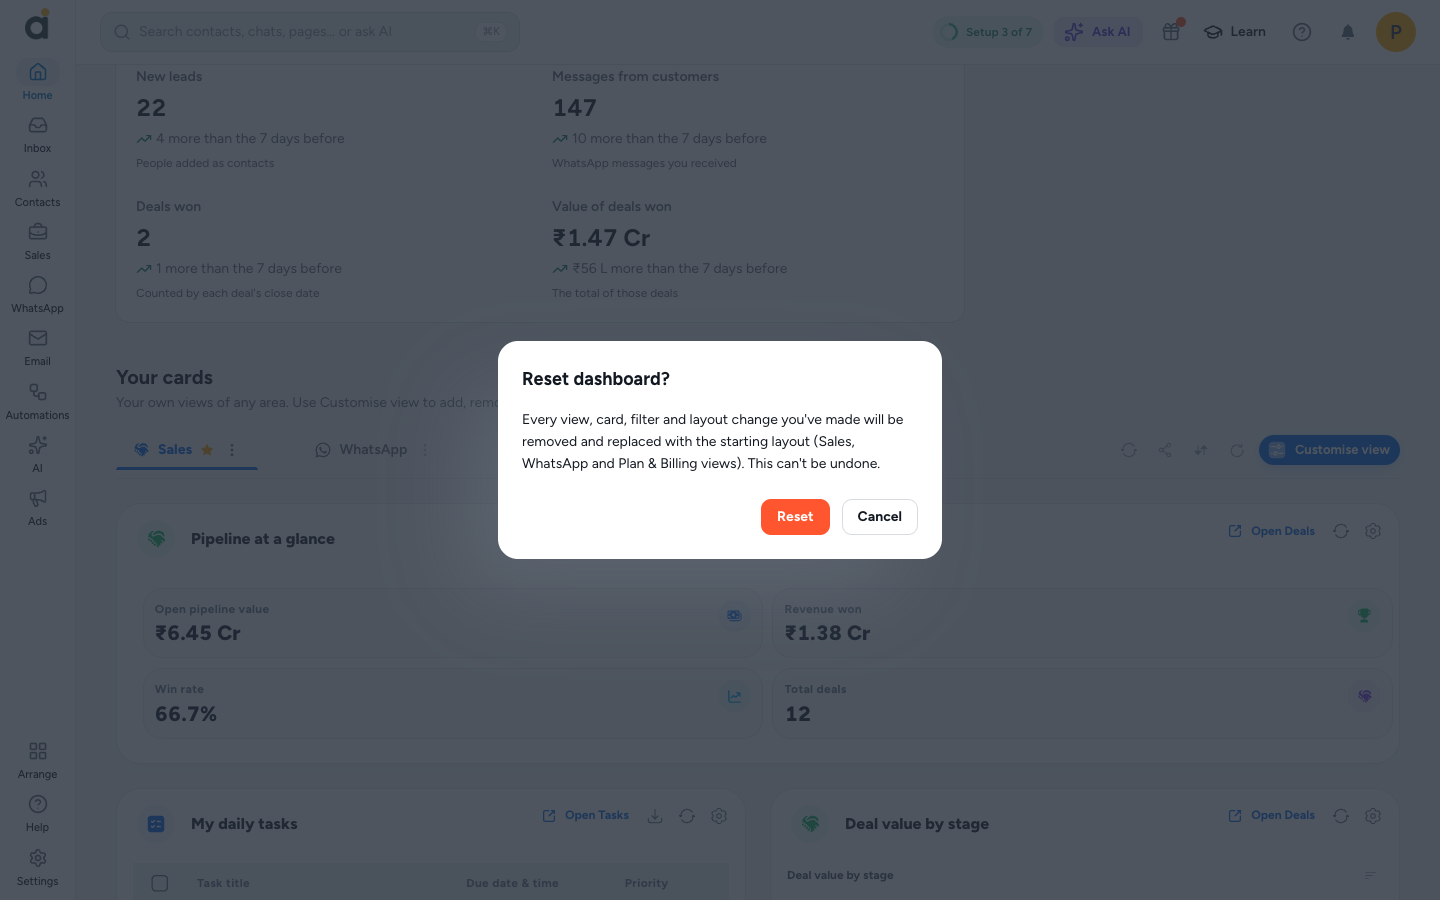 a
Search contacts, chats, pages... or ask AI
⌘K
Setup 3 of 7
Ask AI
Learn
P
Home
Inbox
Contacts
Sales
WhatsApp
Email
Automations
AI
Ads
Arrange
Help
Settings
New leads
22
4 more than the 7 days before
People added as contacts
Messages from customers
147
10 more than the 7 days before
WhatsApp messages you received
Deals won
2
1 more than the 7 days before
Counted by each deal's close date
Value of deals won
₹1.47 Cr
₹56 L more than the 7 days before
The total of those deals
Your cards
Your own views of any area. Use Customise view to add,
Sales
WhatsApp
Customise view
Reset dashboard?
Every view, card, filter and layout change you've made will be
removed and replaced with the starting layout (Sales,
WhatsApp and Plan & Billing views). This can't be undone.
Reset
Cancel
Pipeline at a glance
Open Deals
Open pipeline value
₹6.45 Cr
Revenue won
₹1.38 Cr
Win rate
66.7%
Total deals
12
My daily tasks
Open Tasks
Task title
Due date & time
Priority
Deal value by stage
Open Deals
Deal value by stage